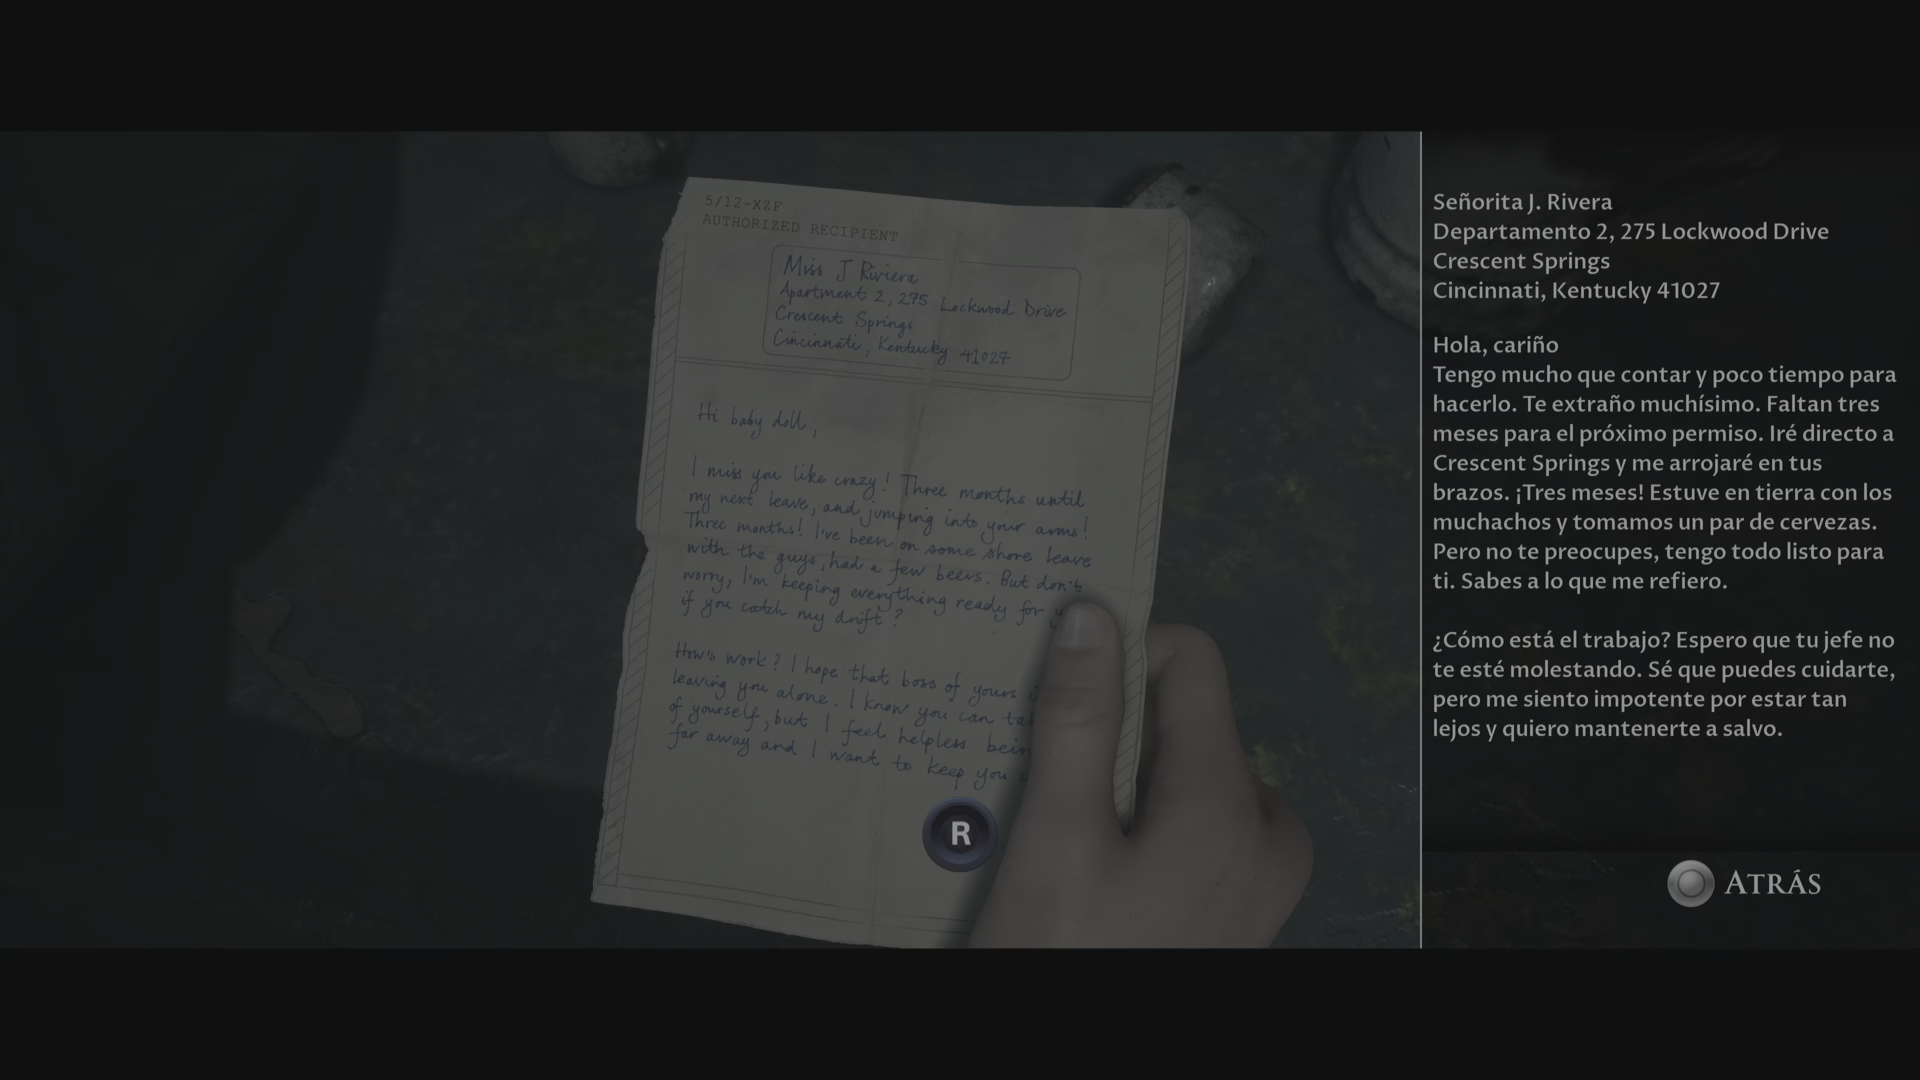 5/12-XZF
AUTHORIZED RECIPIENT
Miss J Riviera
Apartment 2, 275 Lockwood Drive
Crescent Springs
Cincinnati, Kentucky 41027
Hi baby doll,
I miss you like crazy! Three months until
my next leave, and jumping into your arms!
Three months! I've been on some shore leave
with the guys, had a few beers. But don't
worry, I'm keeping everything ready for
if you catch my drift?
How's work? I hope that boss of yours
leaving you alone. I know you can
of yourself, but I feel helpless
far away and I want to keep you
R
Señorita J. Rivera
Departamento 2, 275 Lockwood Drive
Crescent Springs
Cincinnati, Kentucky 41027
Hola, cariño
Tengo mucho que contar y poco tiempo para
hacerlo. Te extraño muchísimo. Faltan tres
meses para el próximo permiso. Iré directo a
Crescent Springs y me arrojaré en tus
brazos. ¡Tres meses! Estuve en tierra con los
muchachos y tomamos un par de cervezas.
Pero no te preocupes, tengo todo listo para
ti. Sabes a lo que me refiero.
¿Cómo está el trabajo? Espero que tu jefe no
te esté molestando. Sé que puedes cuidarte,
pero me siento impotente por estar tan
lejos y quiero mantenerte a salvo.
ATRÁS